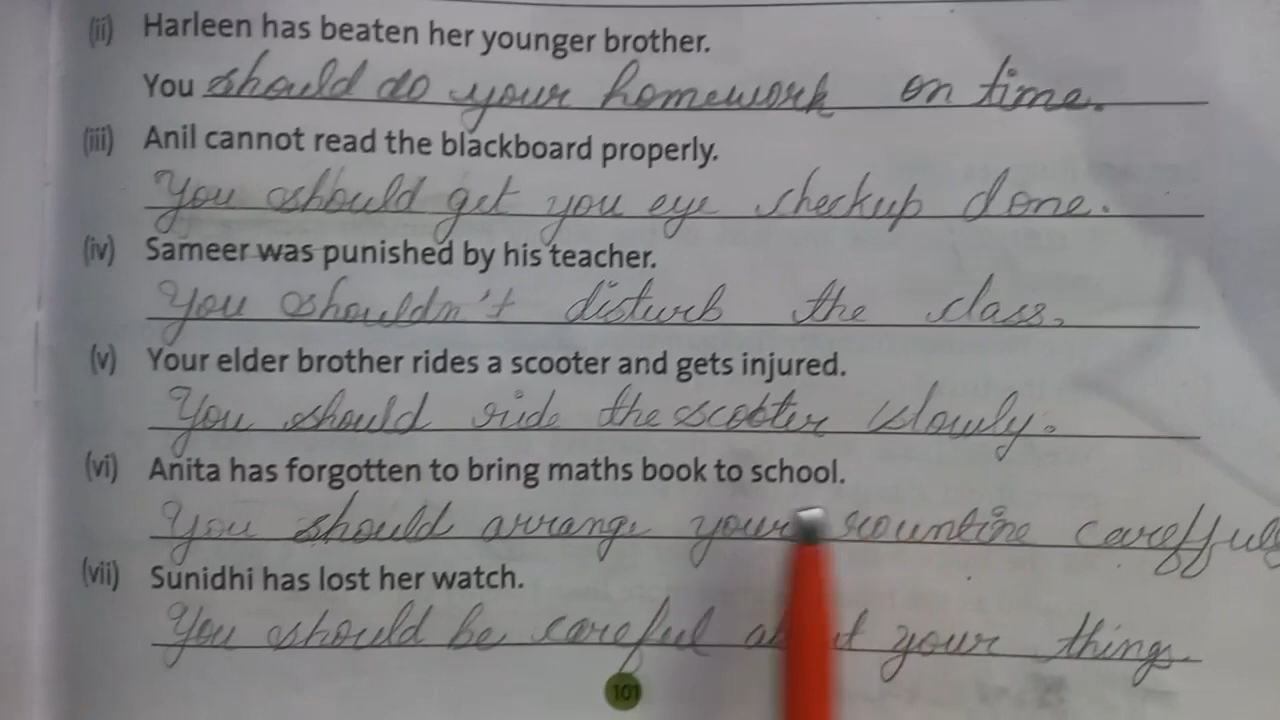 (ii) Harleen has beaten her younger brother.
You should do your homework on time.
(iii) Anil cannot read the blackboard properly.
You should get you eye checkup done.
(iv) Sameer was punished by his teacher.
You shouldn't disturb the class.
(v) Your elder brother rides a scooter and gets injured.
You should ride the scooter slowly.
(vi) Anita has forgotten to bring maths book to school.
You should arrange your
(vii) Sunidhi has lost her watch.
You should be careful your things.
101